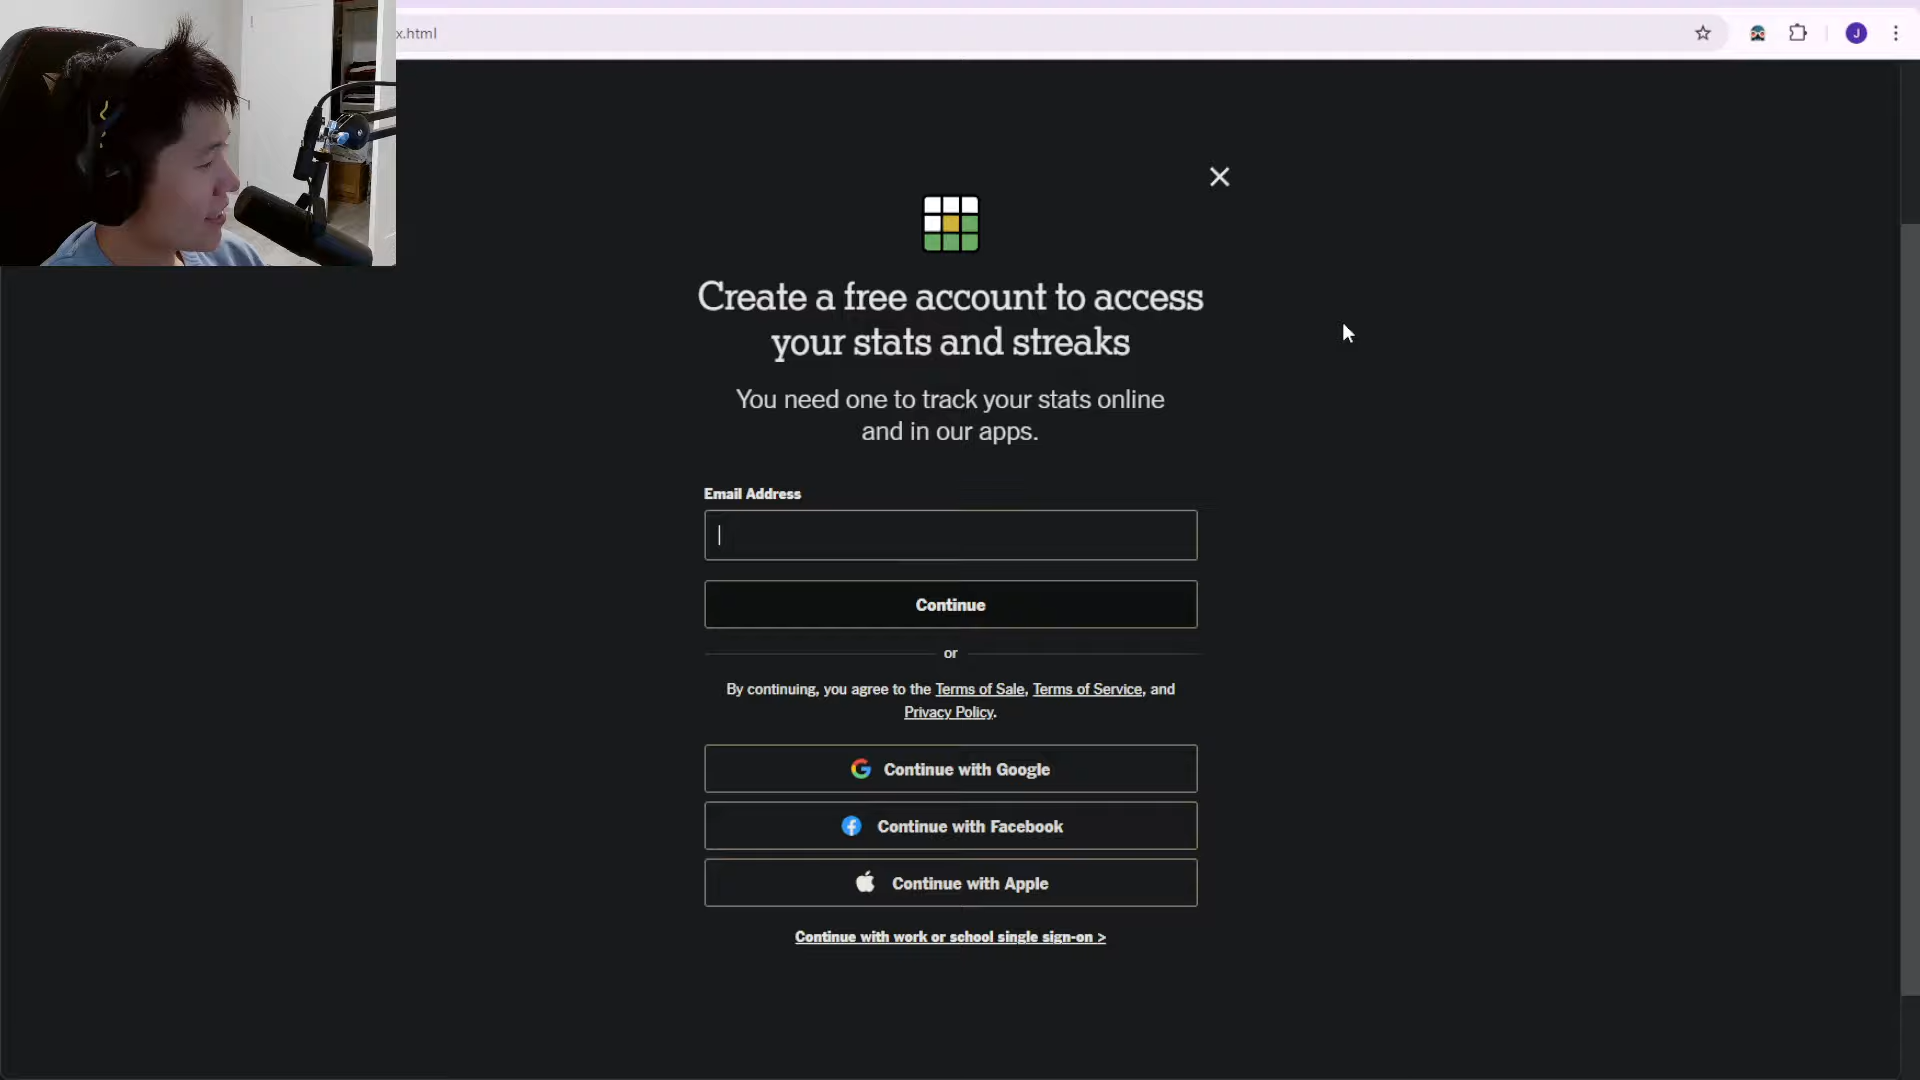 x.html
J
Create a free account to access
your stats and streaks
You need one to track your stats online
and in our apps.
Email Address
Continue
or
By continuing, you agree to the Terms of Sale, Terms of Service, and
Privacy Policy.
Continue with Google
Continue with Facebook
Continue with Apple
Continue with work or school single sign-on >